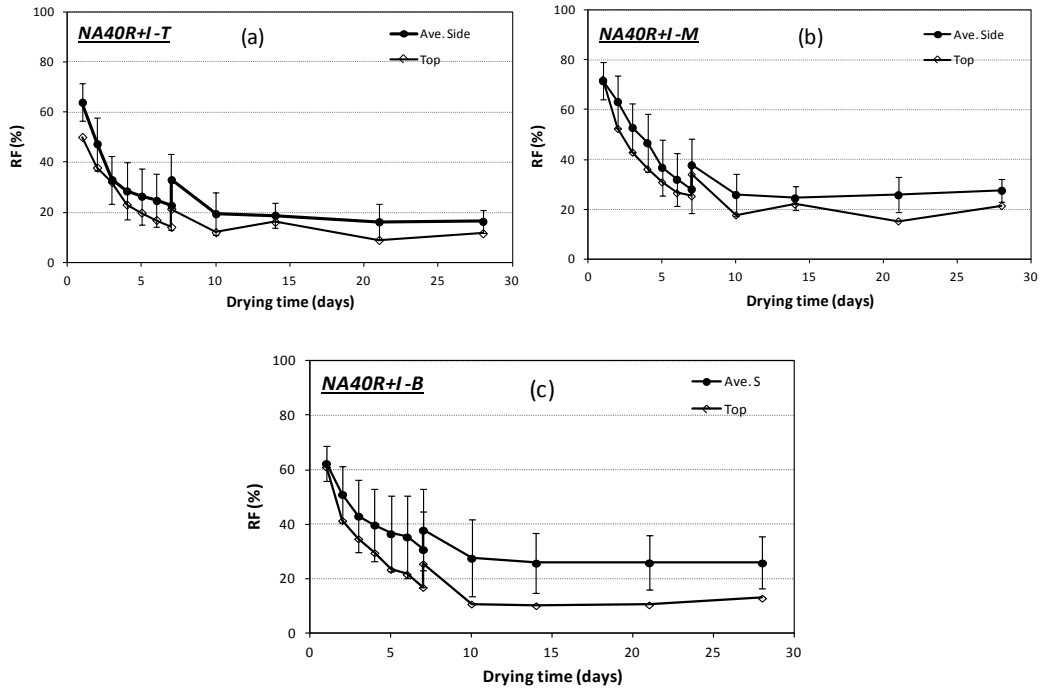 NA40R+I-T
(a)
Ave. Side
Top
100
80
60
40
20
0
RF (%)
0 5 10 15 20 25 30
Drying time (days)
NA40R+I-M
(b)
Ave. Side
Top
100
80
60
40
20
0
RF (%)
0 5 10 15 20 25 30
Drying time (days)
NA40R+I-B
(c)
Ave. S
Top
100
80
60
40
20
0
RF (%)
0 5 10 15 20 25 30
Drying time (days)